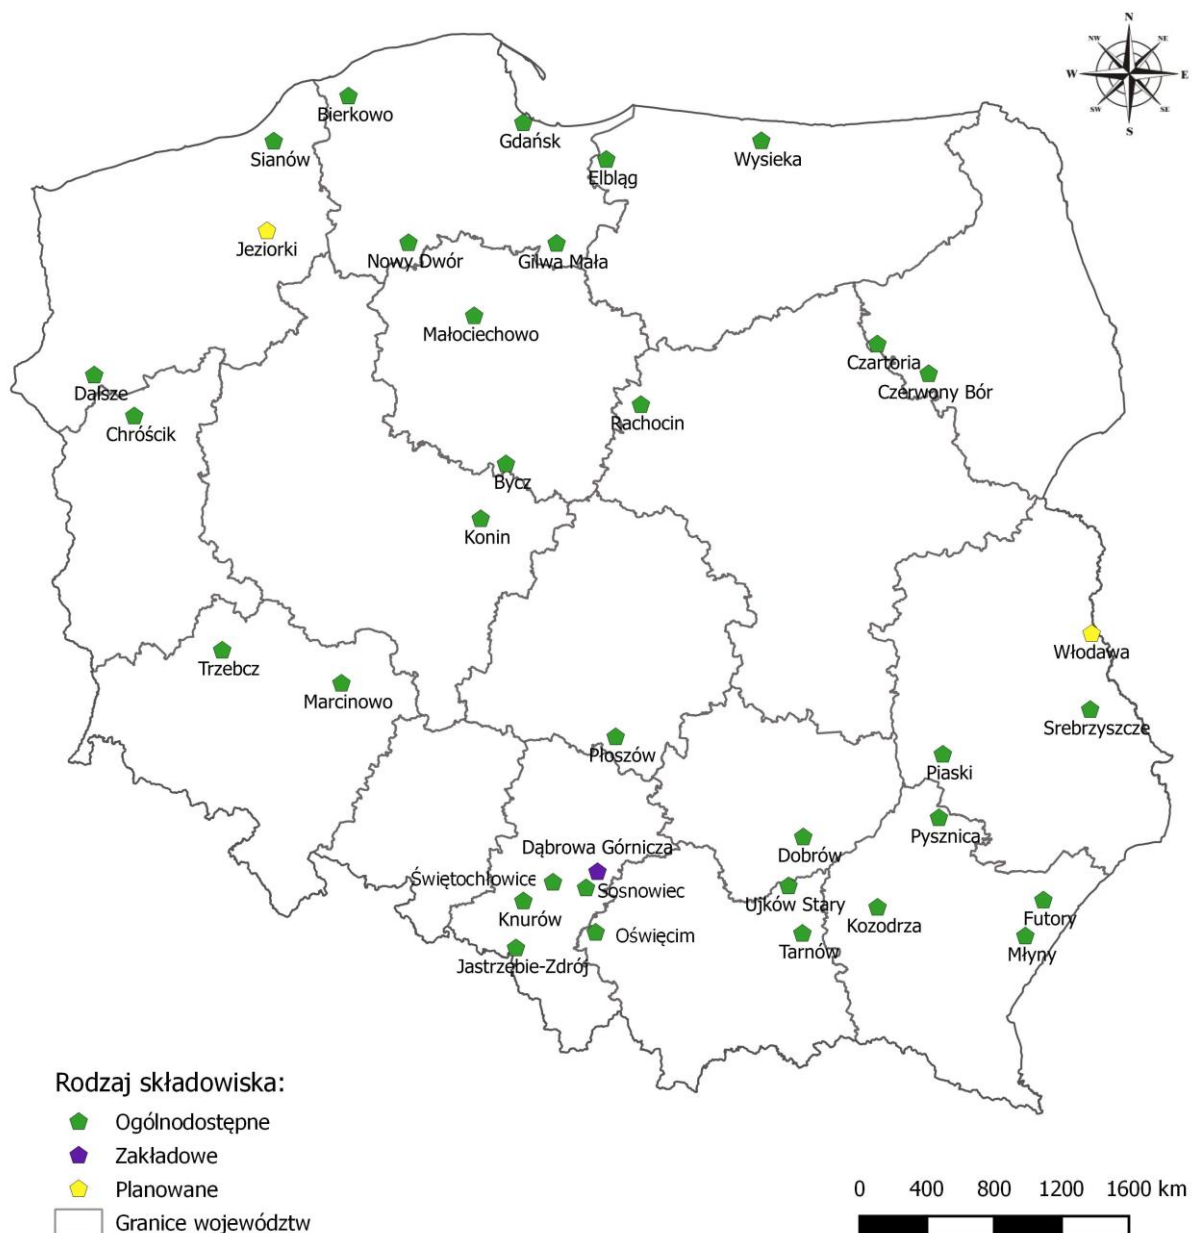 N
NW
NE
W
E
SW
SE
S
Bierkowo
Gdańsk
Sianów
Wysieka
Elbląg
Jeziorki
Nowy Dwór
Gilwa Mała
Małociechowo
Czartoria
Dalsze
Czerwony Bór
Chróścik
Rachocin
Bycz
Konin
Włodawa
Trzebcz
Marcinowo
Srebrzyszcze
Płoszów
Piaski
Pysznica
Dąbrowa Górnicza
Dobrów
Świętochłowice
Sosnowiec
Ujków Stary
Knurów
Kozodrza
Futory
Oświęcim
Tarnów
Młyny
Jastrzębie-Zdrój
Rodzaj składowiska:
Ogólnodostępne
Zakładowe
Planowane
Granice województw
0 400 800 1200 1600 km